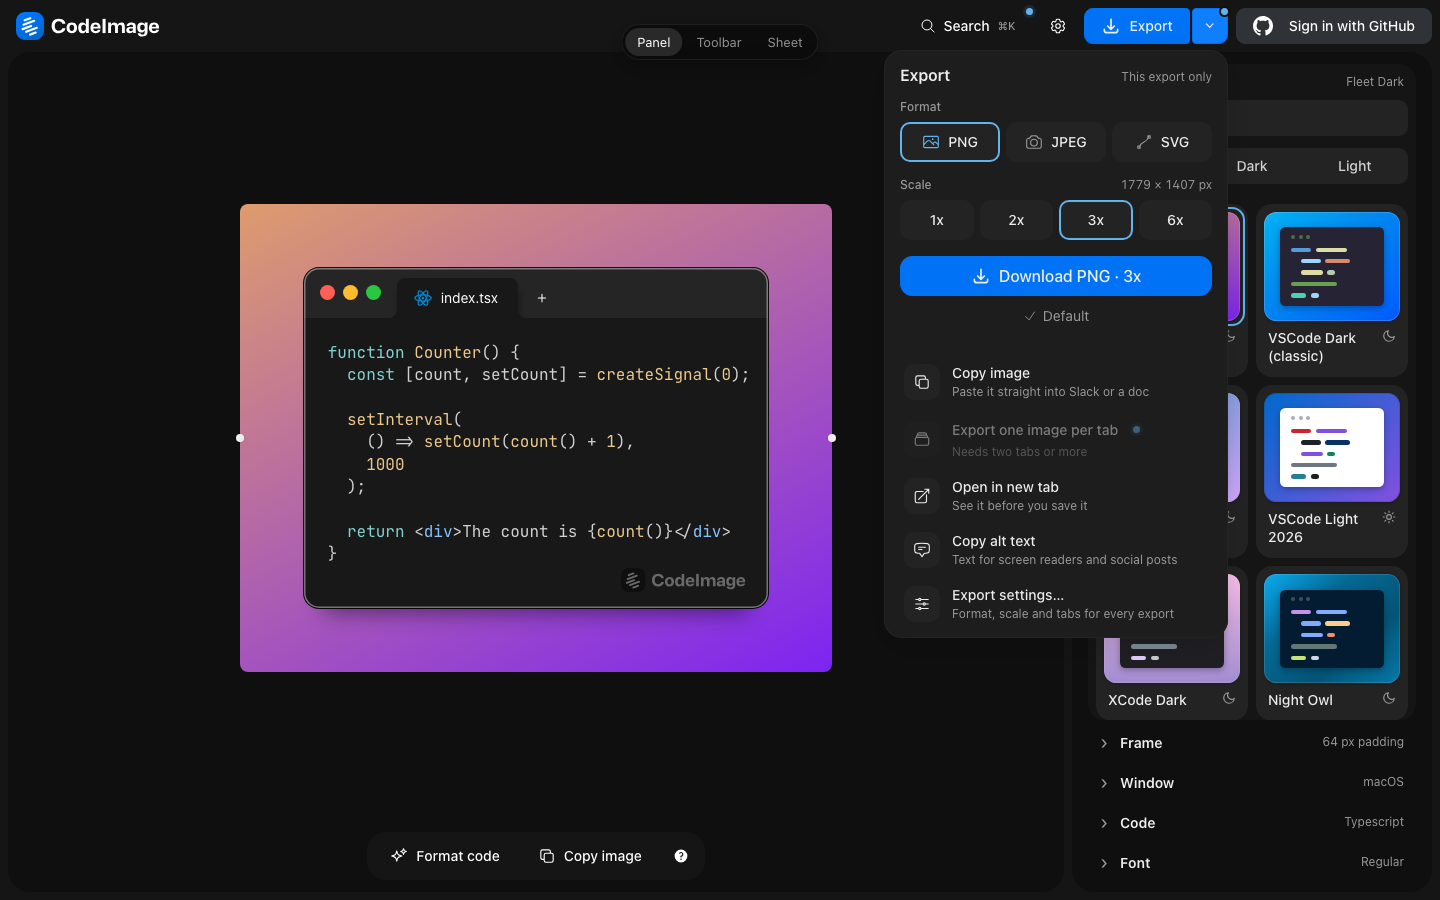 CodeImage
Panel
Toolbar
Sheet
Search ⌘K
Export
Sign in with GitHub
Export
This export only
Format
PNG
JPEG
SVG
Scale
1779 × 1407 px
1x
2x
3x
6x
Download PNG · 3x
Default
Copy image
Paste it straight into Slack or a doc
Export one image per tab
Needs two tabs or more
Open in new tab
See it before you save it
Copy alt text
Text for screen readers and social posts
Export settings...
Format, scale and tabs for every export
index.tsx
+
function Counter() {
  const [count, setCount] = createSignal(0);
  setInterval(
    () => setCount(count() + 1),
    1000
  );
  return <div>The count is {count()}</div>
}
CodeImage
Format code
Copy image
?
Fleet Dark
Dark
Light
VSCode Dark
(classic)
VSCode Light
2026
XCode Dark
Night Owl
Frame
64 px padding
Window
macOS
Code
Typescript
Font
Regular